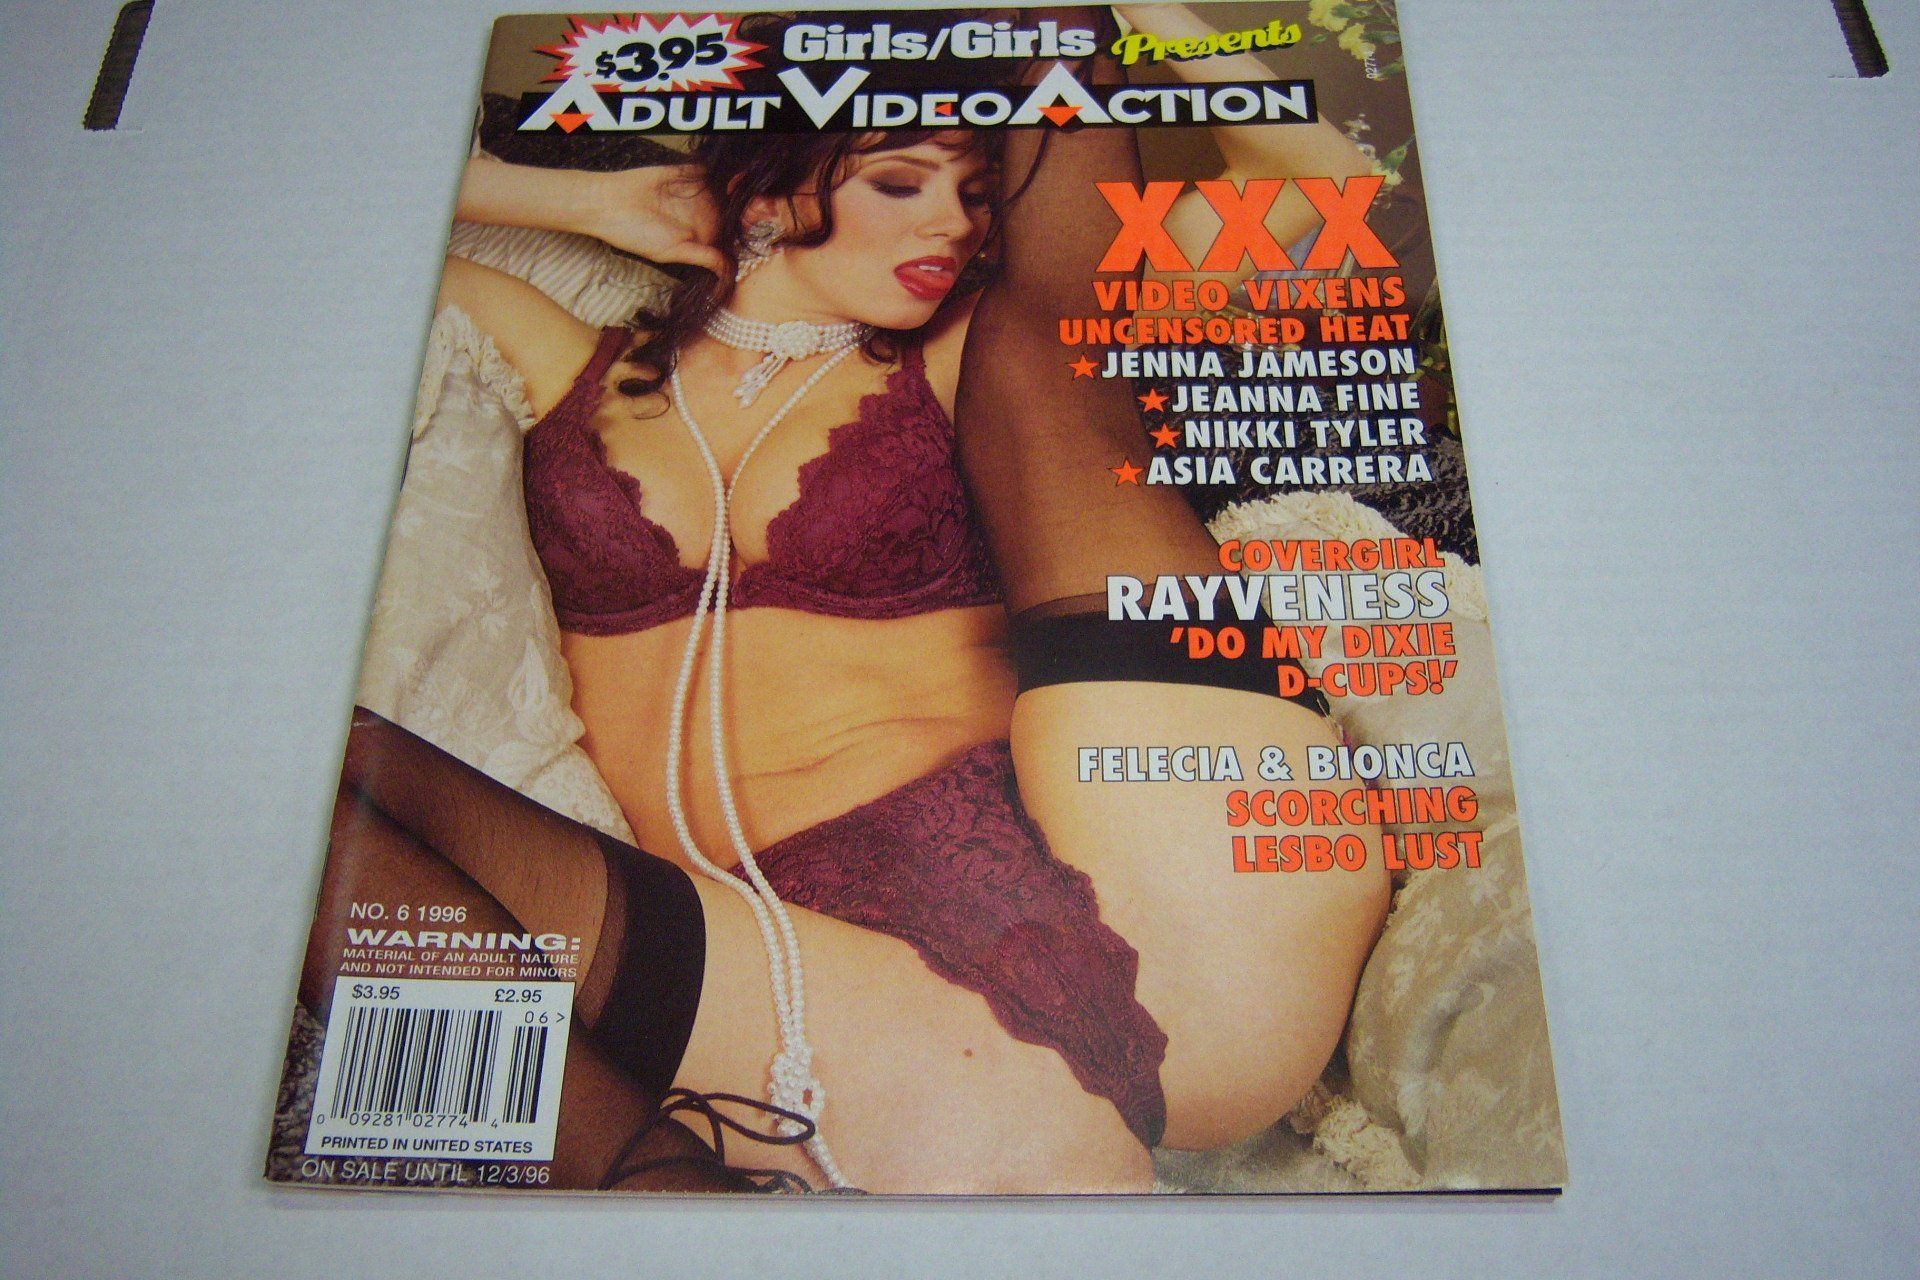 $3.95
Girls/Girls Presents
ADULT VIDEO ACTION
XXX
VIDEO VIXENS
UNCENSORED HEAT
★JENNA JAMESON
★JEANNA FINE
★NIKKI TYLER
★ASIA CARRERA
COVERGIRL
RAYVENESS
'DO MY DIXIE
D-CUPS!'
FELECIA & BIONCA
SCORCHING
LESBO LUST
NO. 6 1996
WARNING:
MATERIAL OF AN ADULT NATURE
AND NOT INTENDED FOR MINORS
$3.95 £2.95
06>
0 09281 02774 4
PRINTED IN UNITED STATES
ON SALE UNTIL 12/3/96